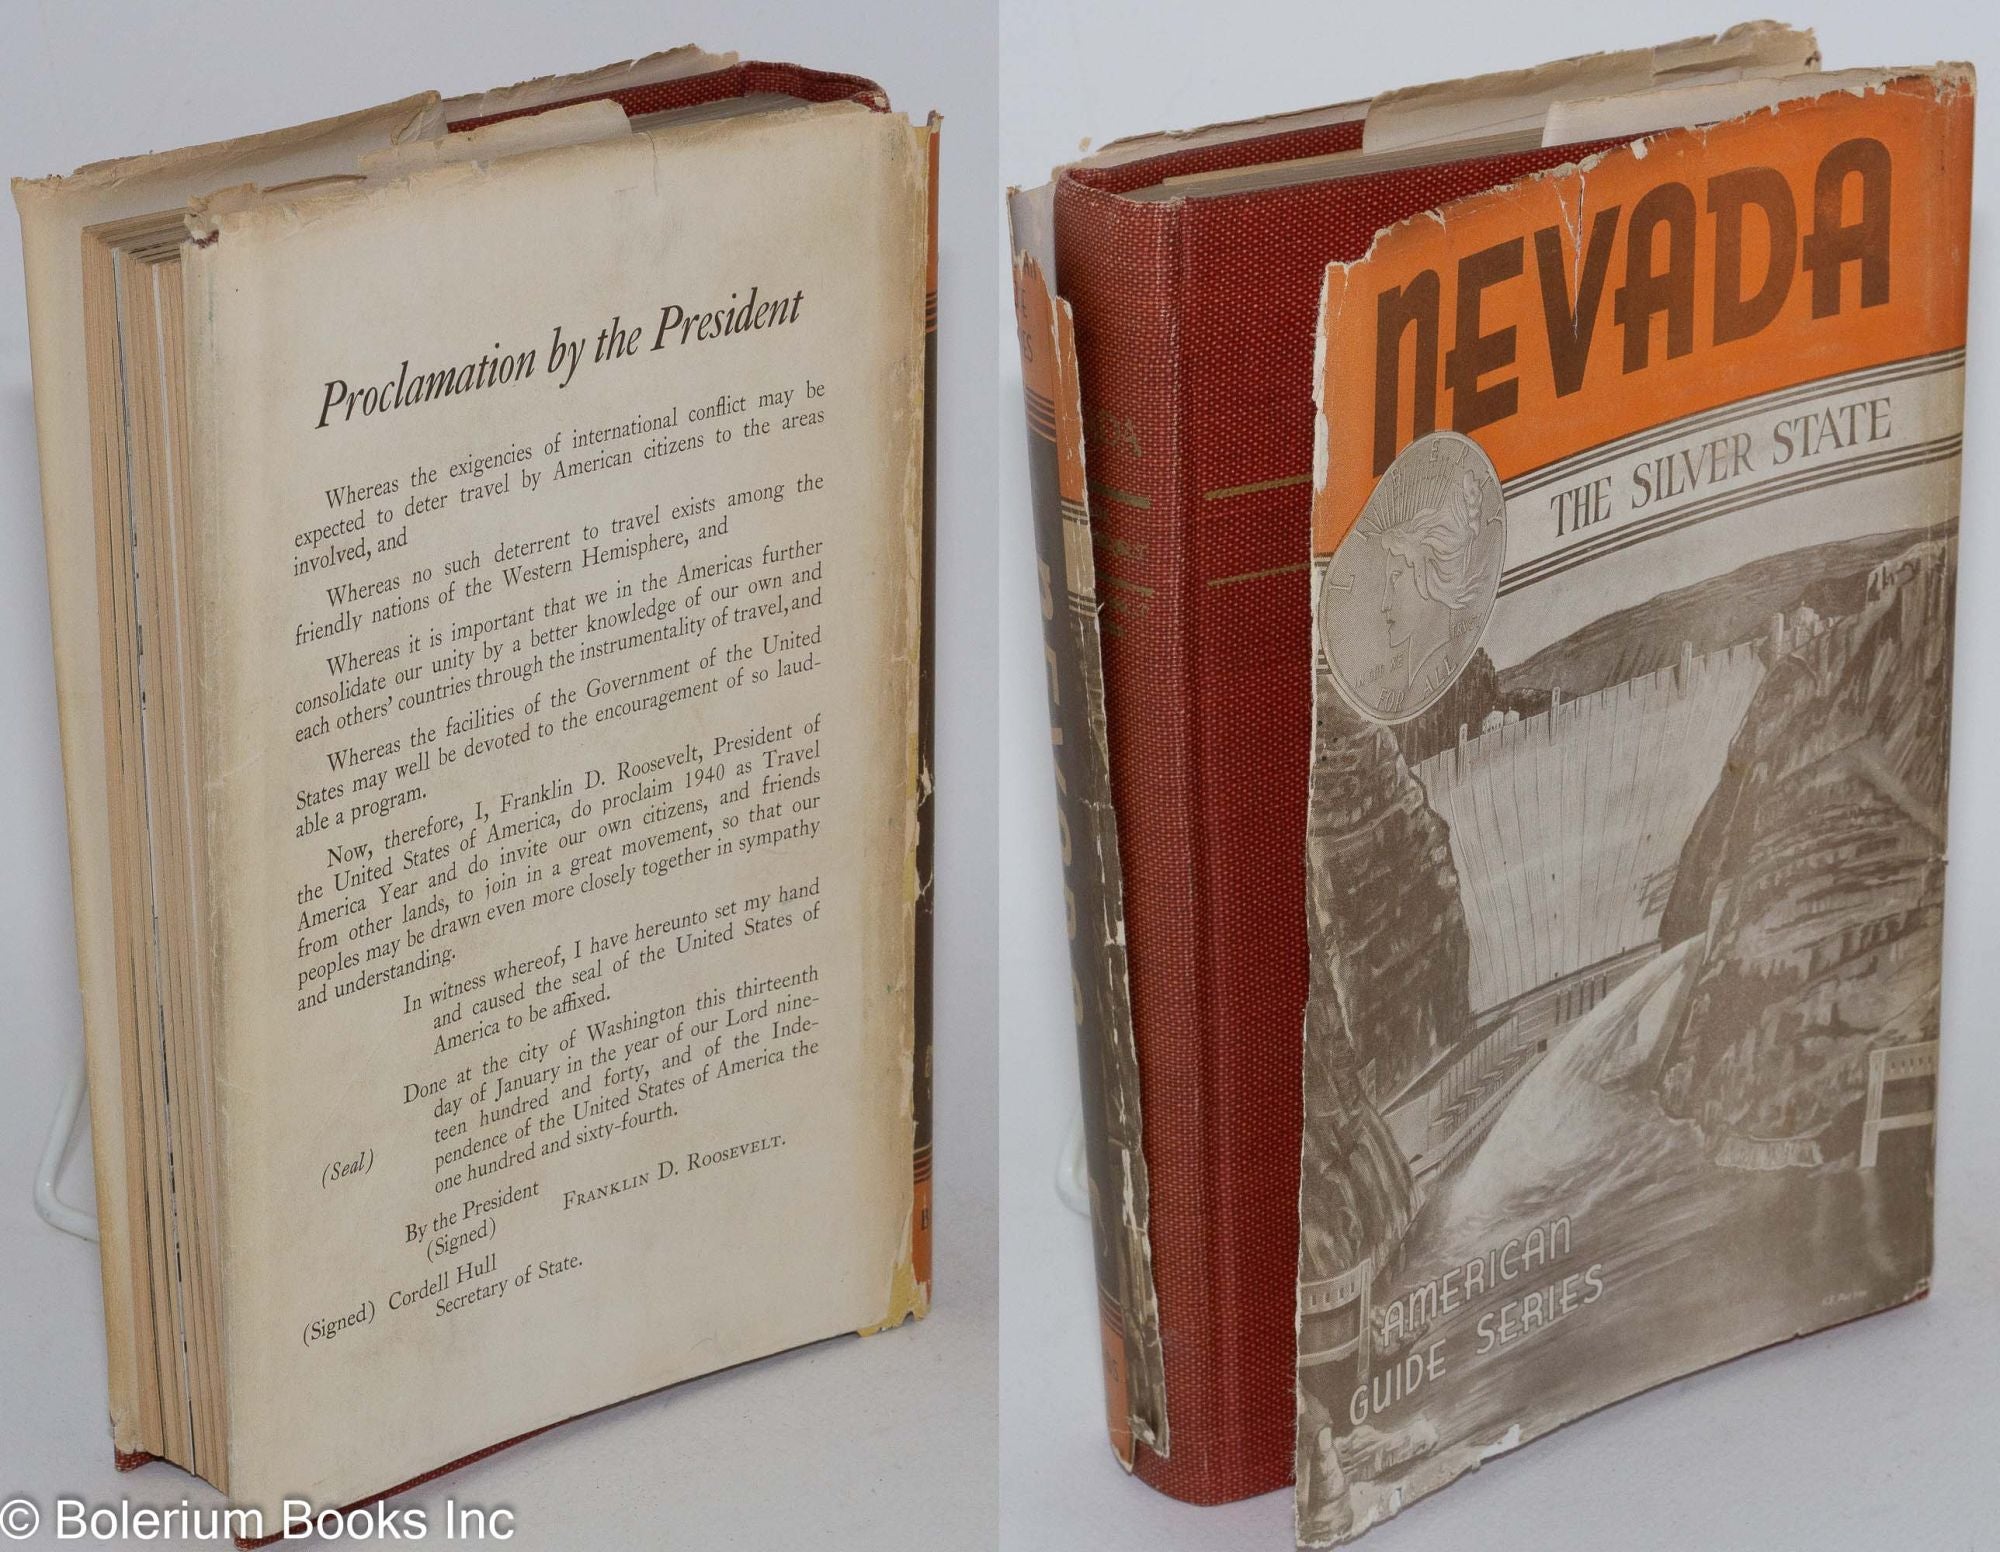 Proclamation by the President
Whereas the exigencies of international conflict may be
expected to deter travel by American citizens to the areas
involved, and
Whereas no such deterrent to travel exists among the
friendly nations of the Western Hemisphere, and
Whereas it is important that we in the Americas further
consolidate our unity by a better knowledge of our own and
each others' countries through the instrumentality of travel, and
Whereas the facilities of the Government of the United
States may well be devoted to the encouragement of so laud-
able a program.
Now, therefore, I, Franklin D. Roosevelt, President of
the United States of America, do proclaim 1940 as Travel
America Year and do invite our own citizens, and friends
from other lands, to join in a great movement, so that our
peoples may be drawn even more closely together in sympathy
and understanding.
In witness whereof, I have hereunto set my hand
and caused the seal of the United States of
America to be affixed.
Done at the city of Washington this thirteenth
day of January in the year of our Lord nine-
teen hundred and forty, and of the Inde-
pendence of the United States of America the
(Seal) one hundred and sixty-fourth.
By the President
(Signed) FRANKLIN D. ROOSEVELT.
(Signed) Cordell Hull
Secretary of State.
NEVADA
THE SILVER STATE
LIBERTY
TRUST
FOR ALL
AMERICAN
GUIDE SERIES
© Bolerium Books Inc